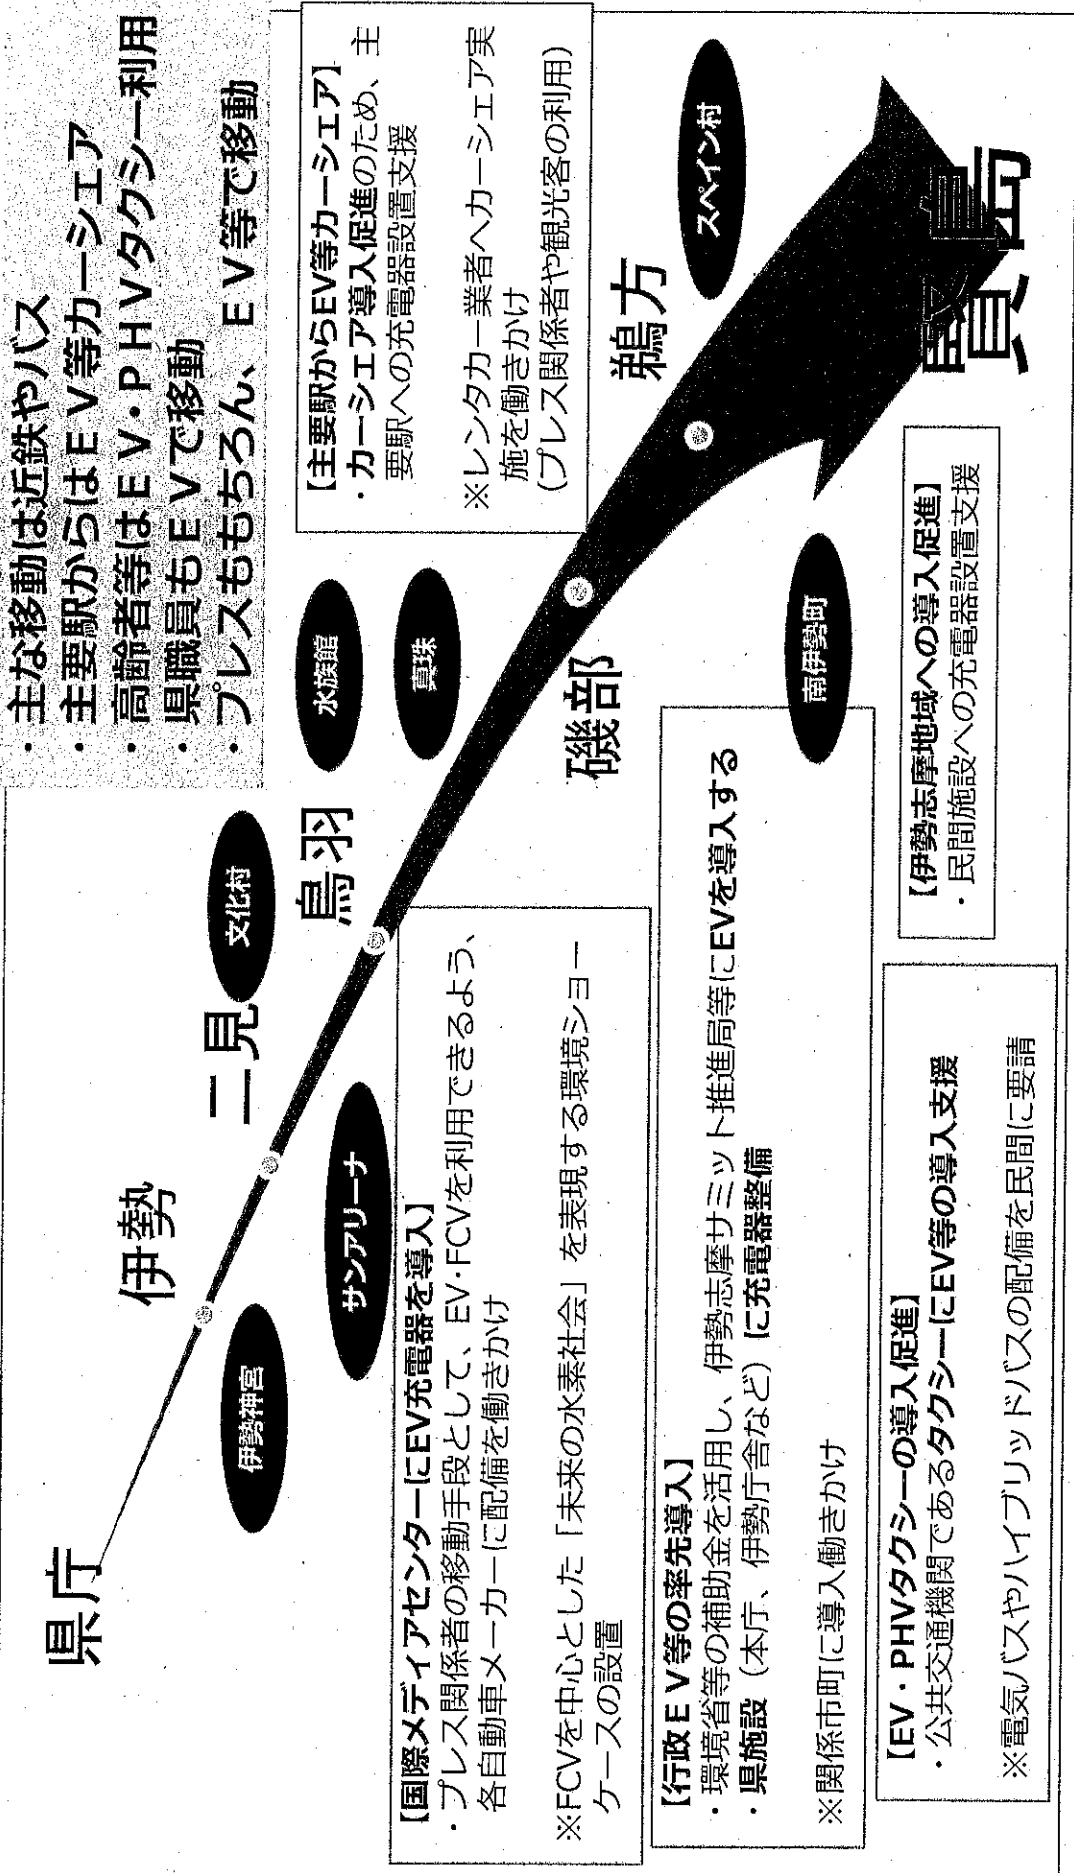 ・主な移動は近鉄やバス
・主要駅からはＥＶ等カーシェア
・高齢者等はＥＶ・ＰＨＶタクシー利用
・県職員もＥＶで移動
・プレスももちろん、ＥＶ等で移動
県庁
伊勢
二見
鳥羽
磯部
鵜方
賢島
伊勢神宮
サンアリーナ
文化村
水族館
真珠
南伊勢町
スペイン村
【主要駅からEV等カーシェア】
・カーシェア導入促進のため、主
要駅への充電器設置支援
※レンタカー業者へカーシェア実
施を働きかけ
（プレス関係者や観光客の利用）
【国際メディアセンターにEV充電器を導入】
・プレス関係者の移動手段として、EV・FCVを利用できるよう、
各自動車メーカーに配備を働きかけ
※FCVを中心とした「未来の水素社会」を表現する環境ショー
ケースの設置
【行政ＥＶ等の率先導入】
・環境省等の補助金を活用し、伊勢志摩サミット推進局等にEVを導入する
・県施設（本庁、伊勢庁舎など）に充電器整備
※関係市町に導入働きかけ
【EV・PHVタクシーの導入促進】
・公共交通機関であるタクシーにEV等の導入支援
※電気バスやハイブリッドバスの配備を民間に要請
【伊勢志摩地域への導入促進】
・民間施設への充電器設置支援